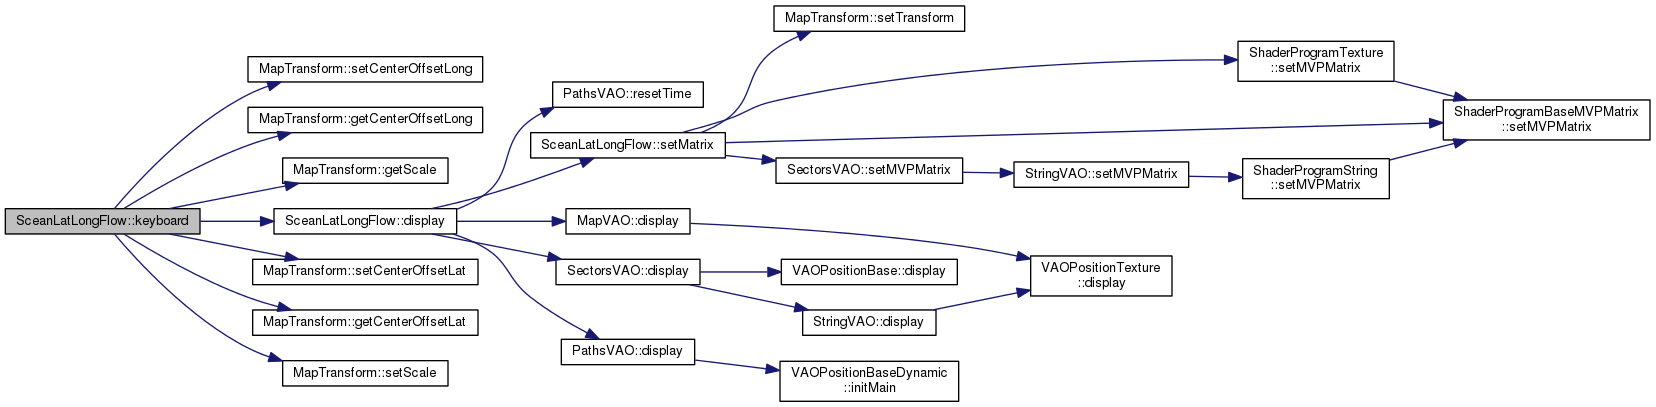 MapTransform::setTransform
ShaderProgramTexture
::setMVPMatrix
MapTransform::setCenterOffsetLong
PathsVAO::resetTime
MapTransform::getCenterOffsetLong
ShaderProgramBaseMVPMatrix
::setMVPMatrix
SceanLatLongFlow::setMatrix
MapTransform::getScale
SectorsVAO::setMVPMatrix
StringVAO::setMVPMatrix
ShaderProgramString
::setMVPMatrix
SceanLatLongFlow::keyboard
SceanLatLongFlow::display
MapVAO::display
MapTransform::setCenterOffsetLat
SectorsVAO::display
VAOPositionBase::display
VAOPositionTexture
::display
MapTransform::getCenterOffsetLat
StringVAO::display
PathsVAO::display
MapTransform::setScale
VAOPositionBaseDynamic
::initMain